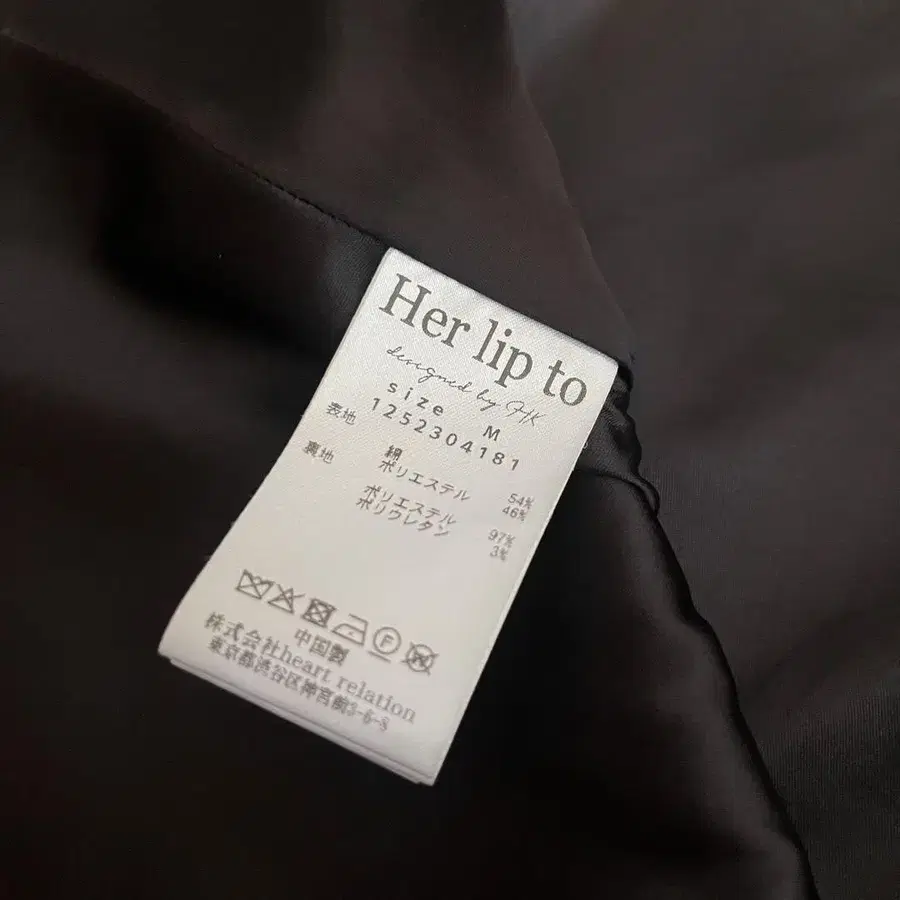 Her lip to
designed by HK
size M
1252304181
表地 綿 54%
ポリエステル 46%
裏地 ポリエステル 97%
ポリウレタン 3%
F
中国製
株式会社heart relation
東京都渋谷区神宮前3-6-8